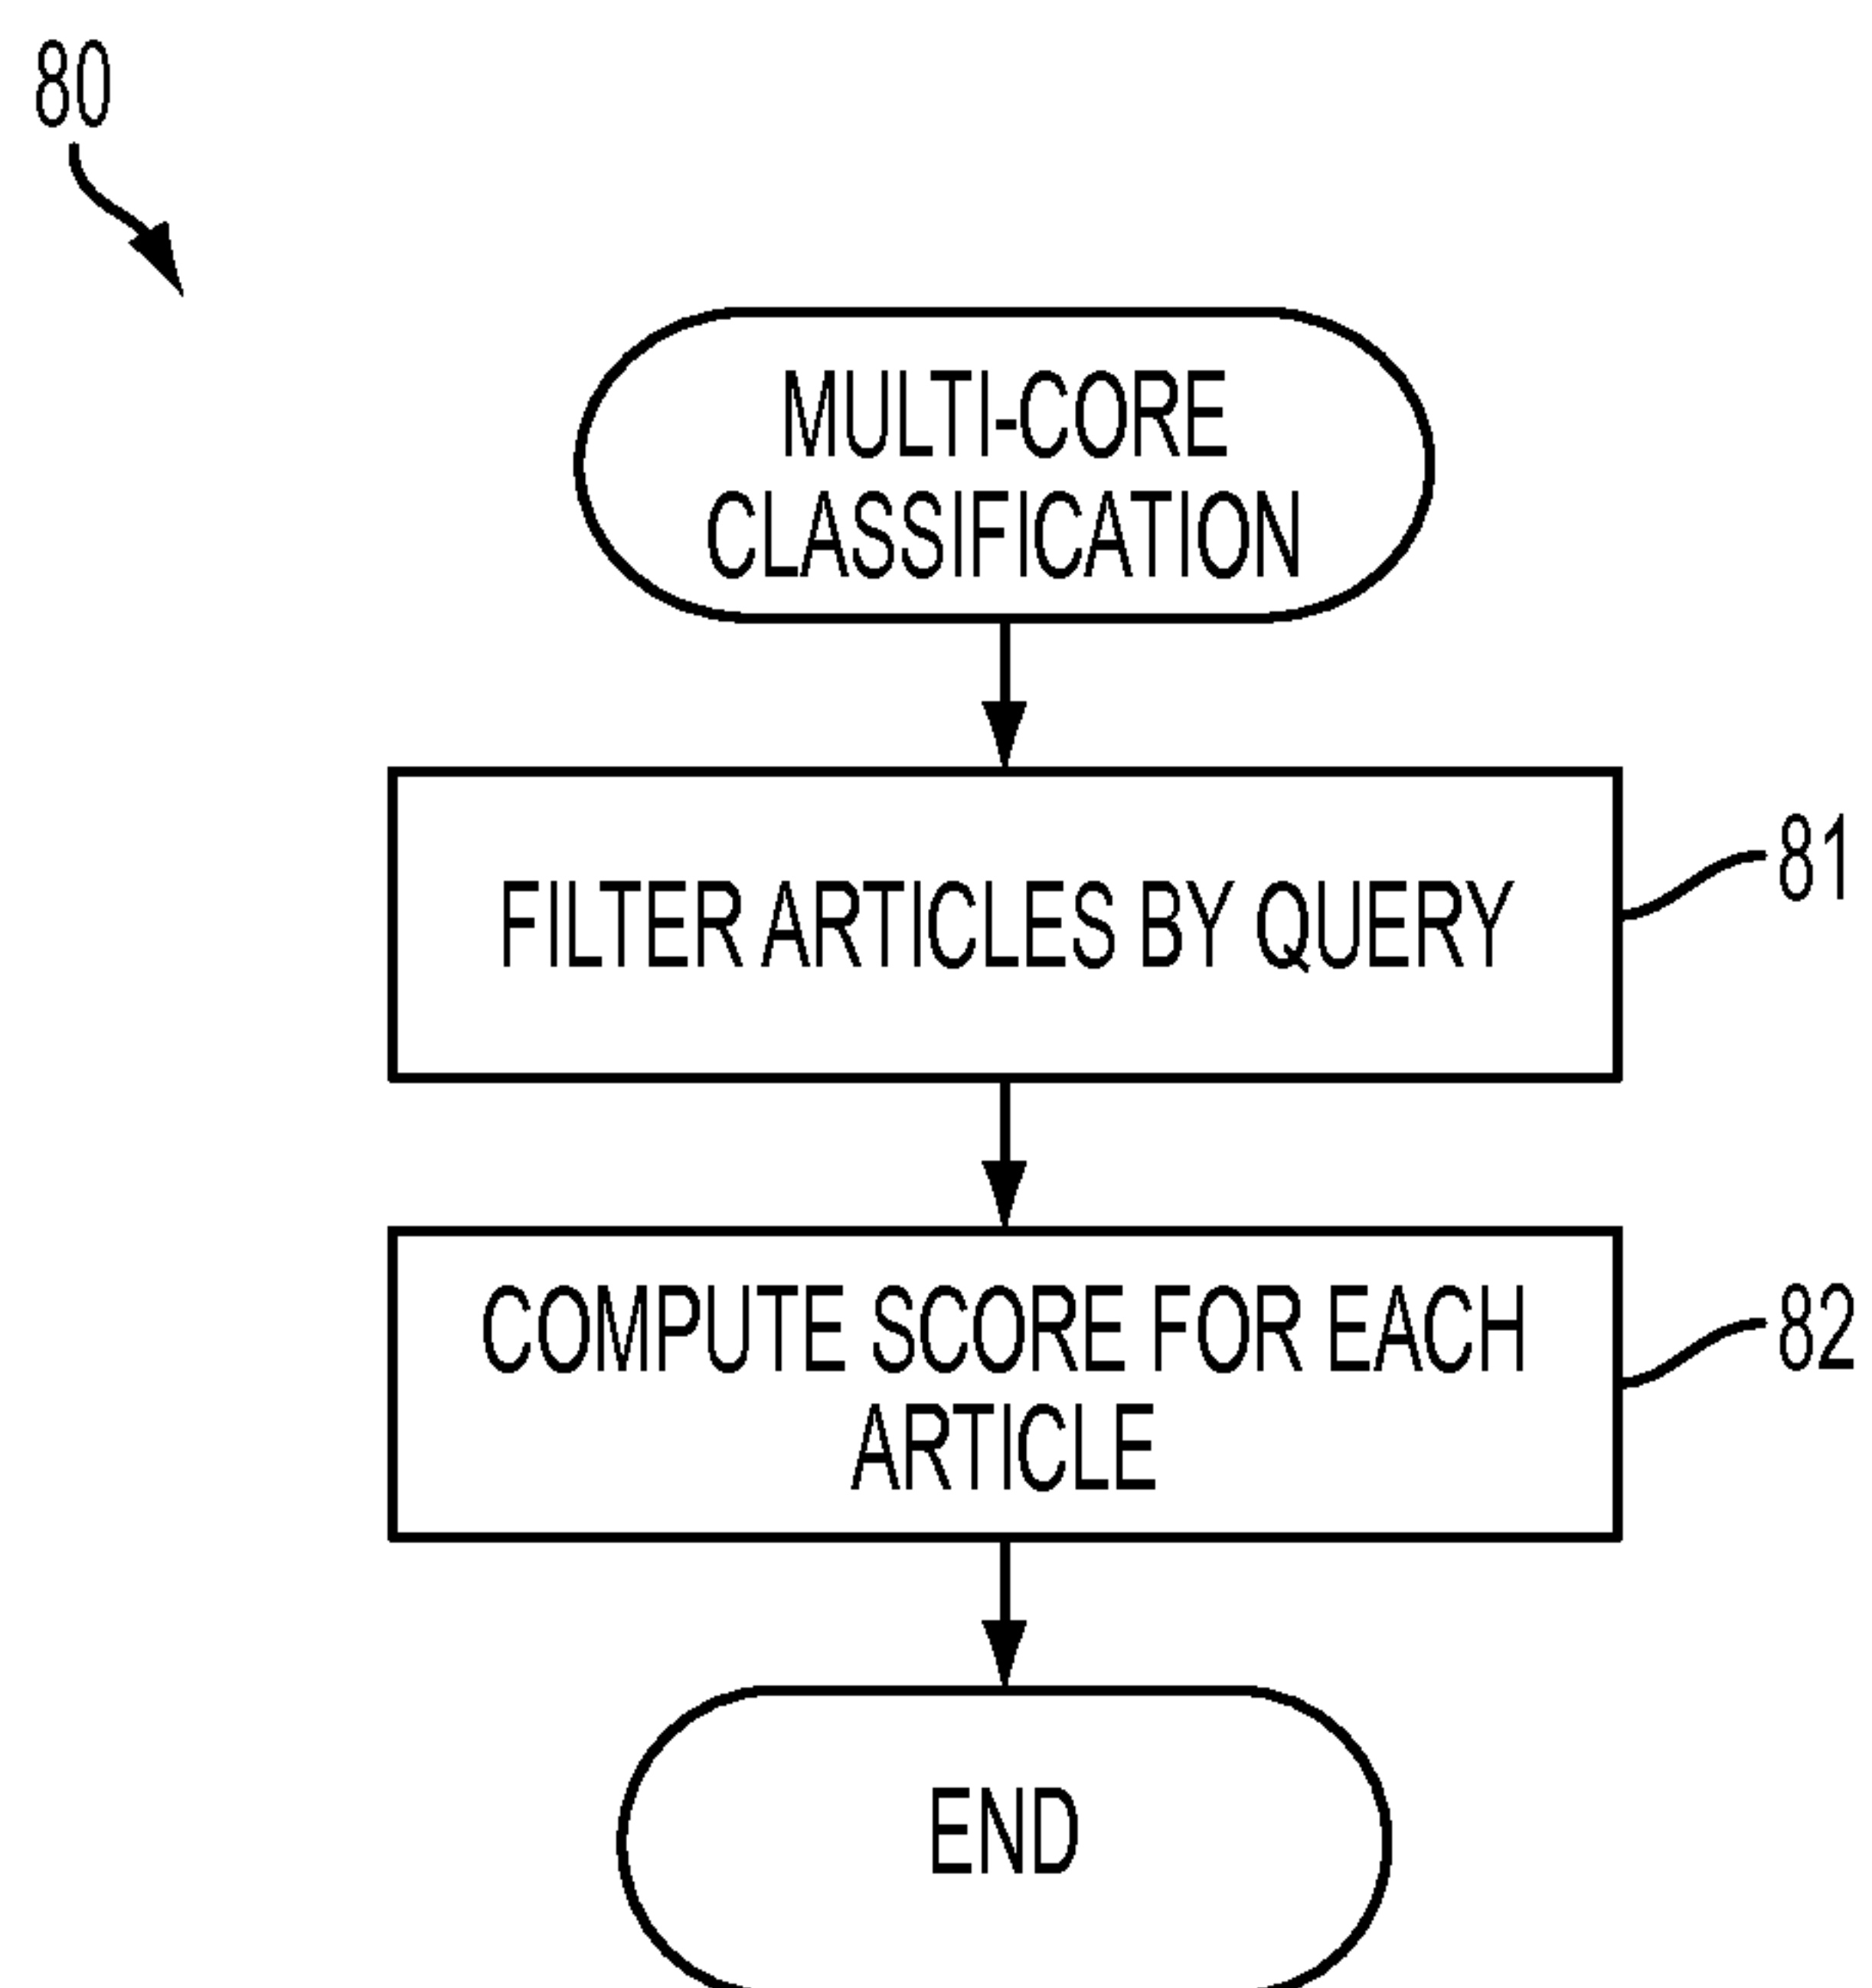 80
MULTI-CORE
CLASSIFICATION
FILTER ARTICLES BY QUERY
81
COMPUTE SCORE FOR EACH
ARTICLE
82
END